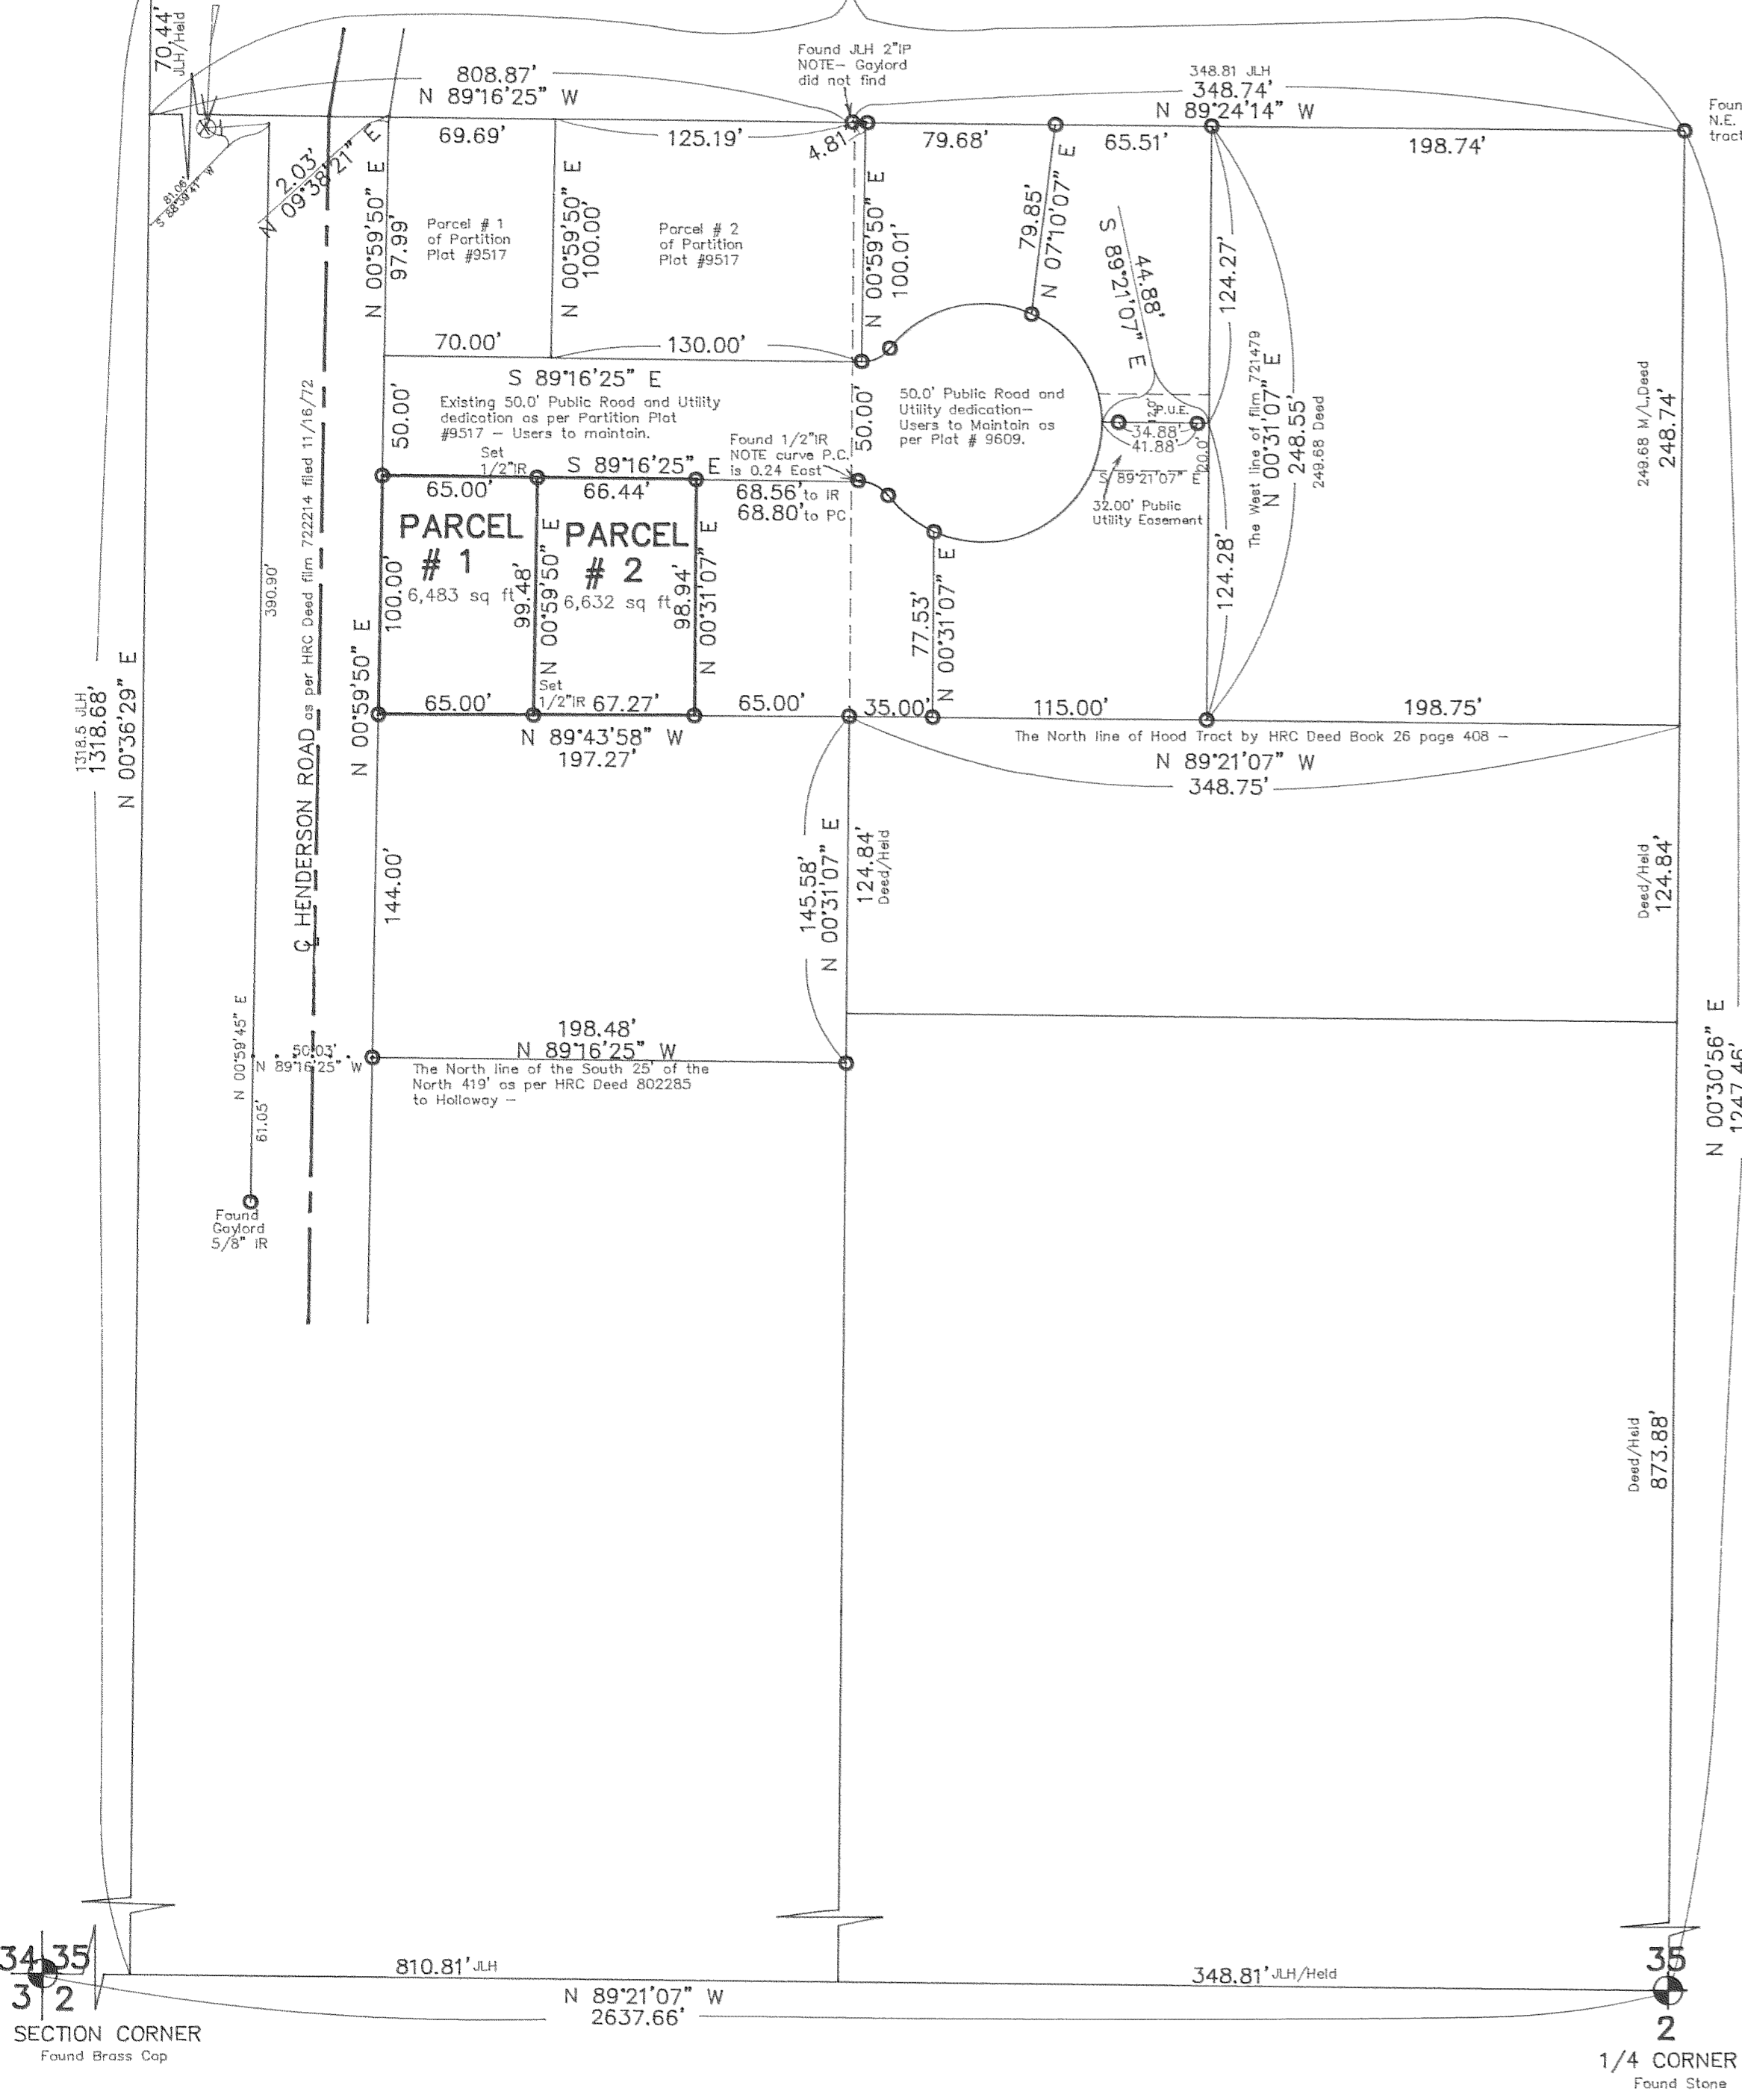 70.44'
JLH/Held
808.87'
N 89°16'25" W
Found JLH 2"IP
NOTE- Gaylord
did not find
348.81 JLH
348.74'
N 89°24'14" W
Foun
N.E.
tract
69.69'
125.19'
4.81'
79.68'
65.51'
198.74'
81.06'
S 88°39'41" W
2.03'
N 09°38'21" E
N 00°59'50" E
97.99'
Parcel # 1
of Partition
Plat #9517
N 00°59'50" E
100.00'
Parcel # 2
of Partition
Plat #9517
N 00°59'50" E
100.01'
79.85'
N 07°10'07" E
44.88'
S 89°21'07" E
124.27'
70.00'
130.00'
S 89°16'25" E
50.00'
Existing 50.0' Public Road and Utility
dedication as per Partition Plat
#9517 - Users to maintain.
50.00'
50.0' Public Road and
Utility dedication-
Users to Maintain as
per Plat # 9609.
P.U.E.
34.88'
41.88'
20.0'
S 89°21'07" E
32.00' Public
Utility Easement
The West line of film 721479
N 00°31'07" E
248.55'
249.68 Deed
249.68 M/L,Deed
248.74'
Found 1/2"IR
NOTE curve P.C.
is 0.24 East
Set
1/2"IR
S 89°16'25" E
65.00'
66.44'
68.56' to IR
68.80' to PC
PARCEL
# 1
6,483 sq ft
100.00'
99.48'
N 00°59'50" E
PARCEL
# 2
6,632 sq ft
98.94'
N 00°31'07" E
77.53'
N 00°31'07" E
124.28'
390.90'
℄ HENDERSON ROAD as per HRC Deed film 722214 filed 11/16/72
N 00°59'50" E
1318.5 JLH
1318.68'
N 00°36'29" E
65.00'
Set
1/2"IR
67.27'
65.00'
35.00'
115.00'
198.75'
N 89°43'58" W
197.27'
The North line of Hood Tract by HRC Deed Book 26 page 408 -
N 89°21'07" W
348.75'
144.00'
145.58'
N 00°31'07" E
124.84'
Deed/Held
Deed/Held
124.84'
N 00°59'45" E
50.03'
N 89°16'25" W
61.05'
198.48'
N 89°16'25" W
The North line of the South 25' of the
North 419' as per HRC Deed 802285
to Holloway -
N 00°30'56" E
1247.46'
Found
Gaylord
5/8" IR
Deed/Held
873.88'
34 35
3 2
SECTION CORNER
Found Brass Cap
810.81' JLH
N 89°21'07" W
2637.66'
348.81' JLH/Held
35
2
1/4 CORNER
Found Stone